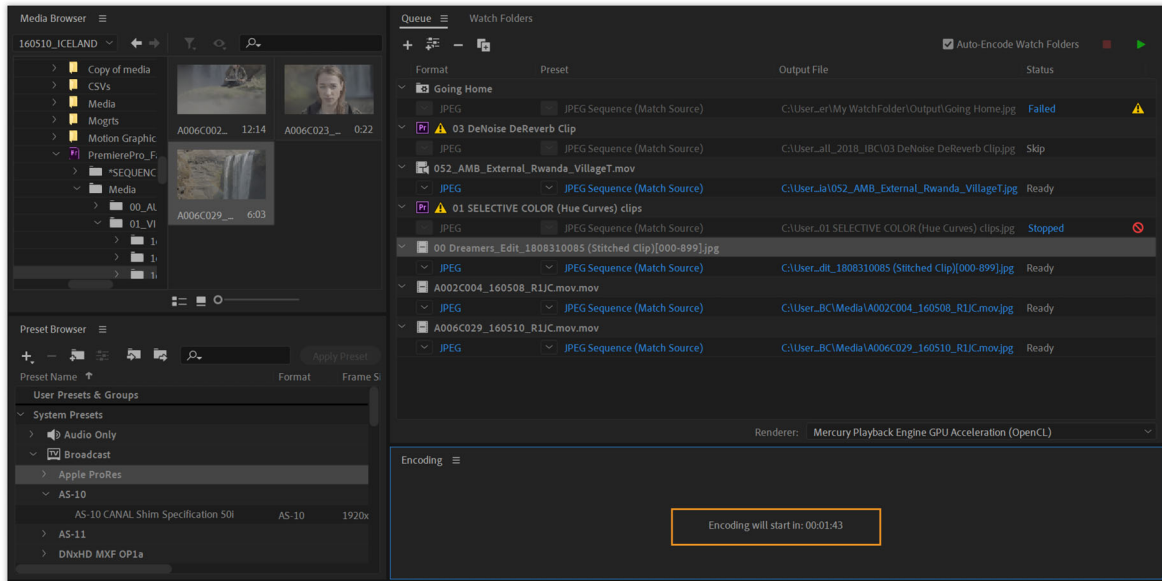 Media Browser
160510_ICELAND
Copy of media
CSVs
Media
Mogrts
Motion Graphic
PremierePro_F
*SEQUENC
Media
00_AU
01_VI
A006C002_... 12:14
A006C023_... 0:22
A006C029_... 6:03
Preset Browser
Apply Preset
Preset Name Format Frame Si
User Presets & Groups
System Presets
Audio Only
Broadcast
Apple ProRes
AS-10
AS-10 CANAL Shim Specification 50i AS-10 1920x
AS-11
DNxHD MXF OP1a
Queue Watch Folders
Auto-Encode Watch Folders
Format Preset Output File Status
Going Home
JPEG JPEG Sequence (Match Source) C:\User...er\My WatchFolder\Output\Going Home.jpg Failed
Pr 03 DeNoise DeReverb Clip
JPEG JPEG Sequence (Match Source) C:\User...all_2018_IBC\03 DeNoise DeReverb Clip.jpg Skip
052_AMB_External_Rwanda_VillageT.mov
JPEG JPEG Sequence (Match Source) C:\User...ia\052_AMB_External_Rwanda_VillageT.jpg Ready
Pr 01 SELECTIVE COLOR (Hue Curves) clips
JPEG JPEG Sequence (Match Source) C:\User...01 SELECTIVE COLOR (Hue Curves) clips.jpg Stopped
00 Dreamers_Edit_1808310085 (Stitched Clip)[000-899].jpg
JPEG JPEG Sequence (Match Source) C:\User...dit_1808310085 (Stitched Clip)[000-899].jpg Ready
A002C004_160508_R1JC.mov.mov
JPEG JPEG Sequence (Match Source) C:\User...BC\Media\A002C004_160508_R1JC.mov.jpg Ready
A006C029_160510_R1JC.mov.mov
JPEG JPEG Sequence (Match Source) C:\User...BC\Media\A006C029_160510_R1JC.mov.jpg Ready
Renderer: Mercury Playback Engine GPU Acceleration (OpenCL)
Encoding
Encoding will start in: 00:01:43